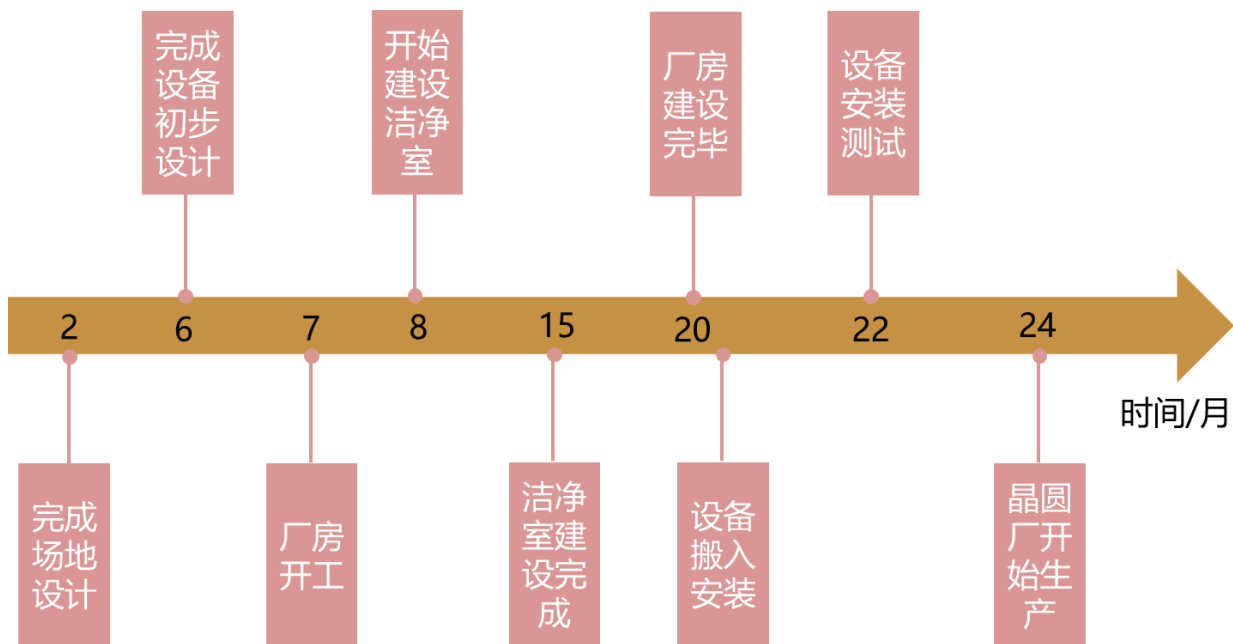 完成
设备
初步
设计
开始
建设
洁净
室
厂房
建设
完毕
设备
安装
测试
2
6
7
8
15
20
22
24
时间/月
完成
场地
设计
厂房
开工
洁净
室建
设完
成
设备
搬入
安装
晶圆
厂开
始生
产